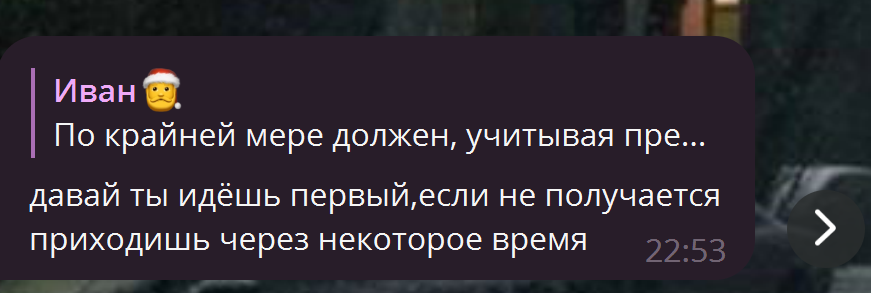 Иван🎅
По крайней мере должен, учитывая пре...
давай ты идёшь первый,если не получается
приходишь через некоторое время
22:53